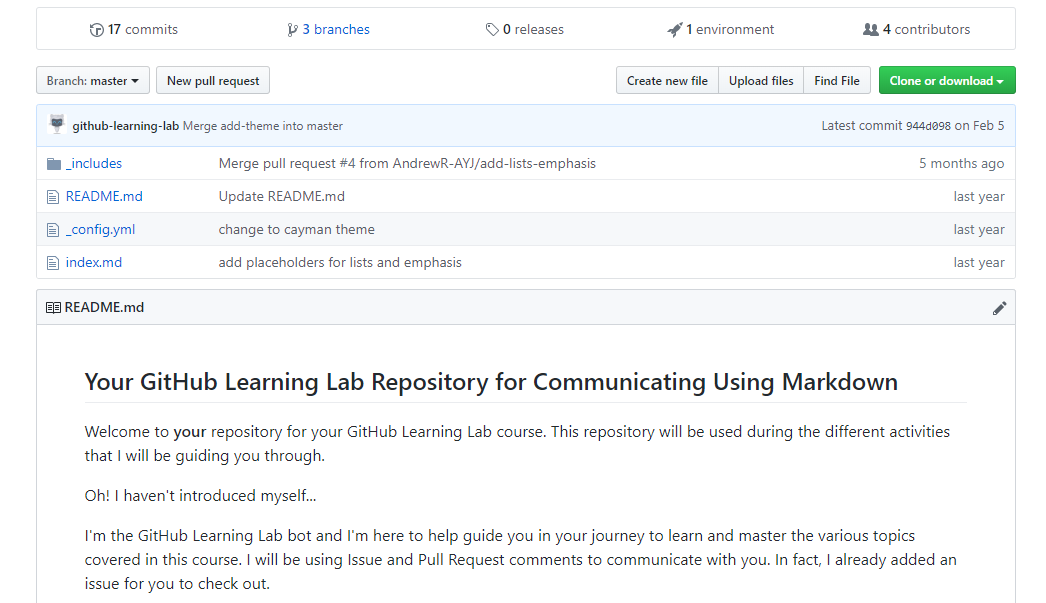 17 commits 3 branches 0 releases 1 environment 4 contributors
Branch: master New pull request Create new file Upload files Find File Clone or download
github-learning-lab Merge add-theme into master Latest commit 944d098 on Feb 5
_includes Merge pull request #4 from AndrewR-AYJ/add-lists-emphasis 5 months ago
README.md Update README.md last year
_config.yml change to cayman theme last year
index.md add placeholders for lists and emphasis last year
README.md
Your GitHub Learning Lab Repository for Communicating Using Markdown
Welcome to your repository for your GitHub Learning Lab course. This repository will be used during the different activities
that I will be guiding you through.
Oh! I haven't introduced myself...
I'm the GitHub Learning Lab bot and I'm here to help guide you in your journey to learn and master the various topics
covered in this course. I will be using Issue and Pull Request comments to communicate with you. In fact, I already added an
issue for you to check out.